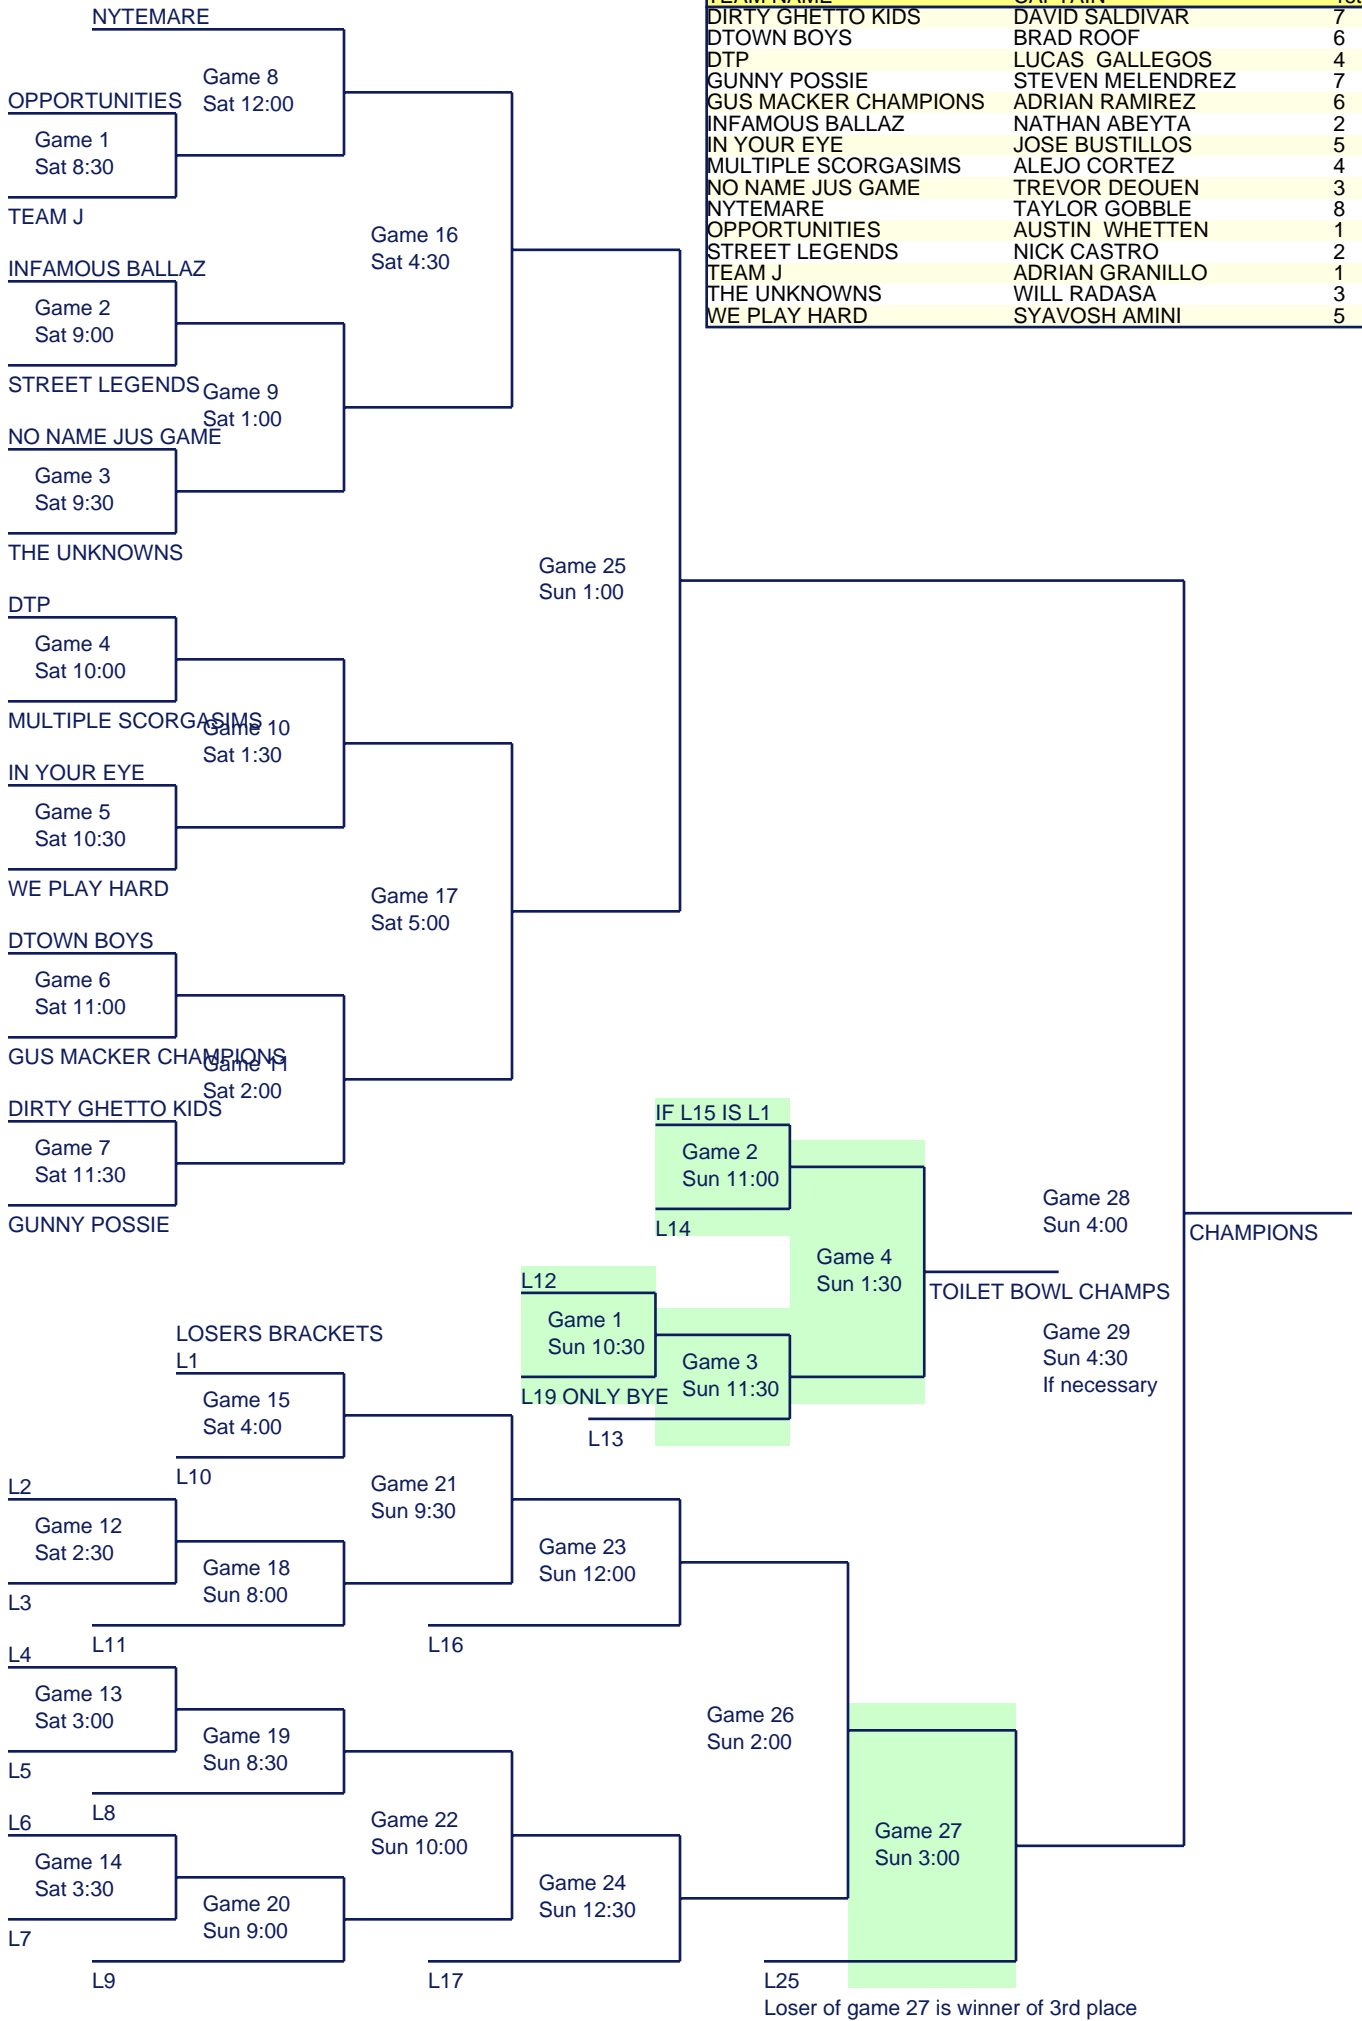 NYTEMARE
Game 8
Sat 12:00
OPPORTUNITIES
Game 1
Sat 8:30
TEAM J
Game 16
Sat 4:30
INFAMOUS BALLAZ
Game 2
Sat 9:00
STREET LEGENDS
Game 9
Sat 1:00
NO NAME JUS GAME
Game 3
Sat 9:30
THE UNKNOWNS
Game 25
Sun 1:00
DTP
Game 4
Sat 10:00
MULTIPLE SCORGASIMS
Game 10
Sat 1:30
IN YOUR EYE
Game 5
Sat 10:30
WE PLAY HARD
Game 17
Sat 5:00
DTOWN BOYS
Game 6
Sat 11:00
GUS MACKER CHAMPIONS
Game 11
Sat 2:00
DIRTY GHETTO KIDS
Game 7
Sat 11:30
GUNNY POSSIE
TEAM NAME CAPTAIN
DIRTY GHETTO KIDS DAVID SALDIVAR 7
DTOWN BOYS BRAD ROOF 6
DTP LUCAS GALLEGOS 4
GUNNY POSSIE STEVEN MELENDREZ 7
GUS MACKER CHAMPIONS ADRIAN RAMIREZ 6
INFAMOUS BALLAZ NATHAN ABEYTA 2
IN YOUR EYE JOSE BUSTILLOS 5
MULTIPLE SCORGASIMS ALEJO CORTEZ 4
NO NAME JUS GAME TREVOR DEOUEN 3
NYTEMARE TAYLOR GOBBLE 8
OPPORTUNITIES AUSTIN WHETTEN 1
STREET LEGENDS NICK CASTRO 2
TEAM J ADRIAN GRANILLO 1
THE UNKNOWNS WILL RADASA 3
WE PLAY HARD SYAVOSH AMINI 5
IF L15 IS L1
Game 2
Sun 11:00
L14
Game 4
Sun 1:30
L12
Game 1
Sun 10:30
L19 ONLY BYE
Game 3
Sun 11:30
L13
TOILET BOWL CHAMPS
Game 28
Sun 4:00
CHAMPIONS
Game 29
Sun 4:30
If necessary
LOSERS BRACKETS
L1
Game 15
Sat 4:00
L10
Game 21
Sun 9:30
L2
Game 12
Sat 2:30
L3
Game 18
Sun 8:00
L11
Game 23
Sun 12:00
L16
L4
Game 13
Sat 3:00
L5
Game 19
Sun 8:30
L8
Game 26
Sun 2:00
L6
Game 14
Sat 3:30
L7
Game 22
Sun 10:00
Game 20
Sun 9:00
L9
Game 24
Sun 12:30
L17
Game 27
Sun 3:00
L25
Loser of game 27 is winner of 3rd place